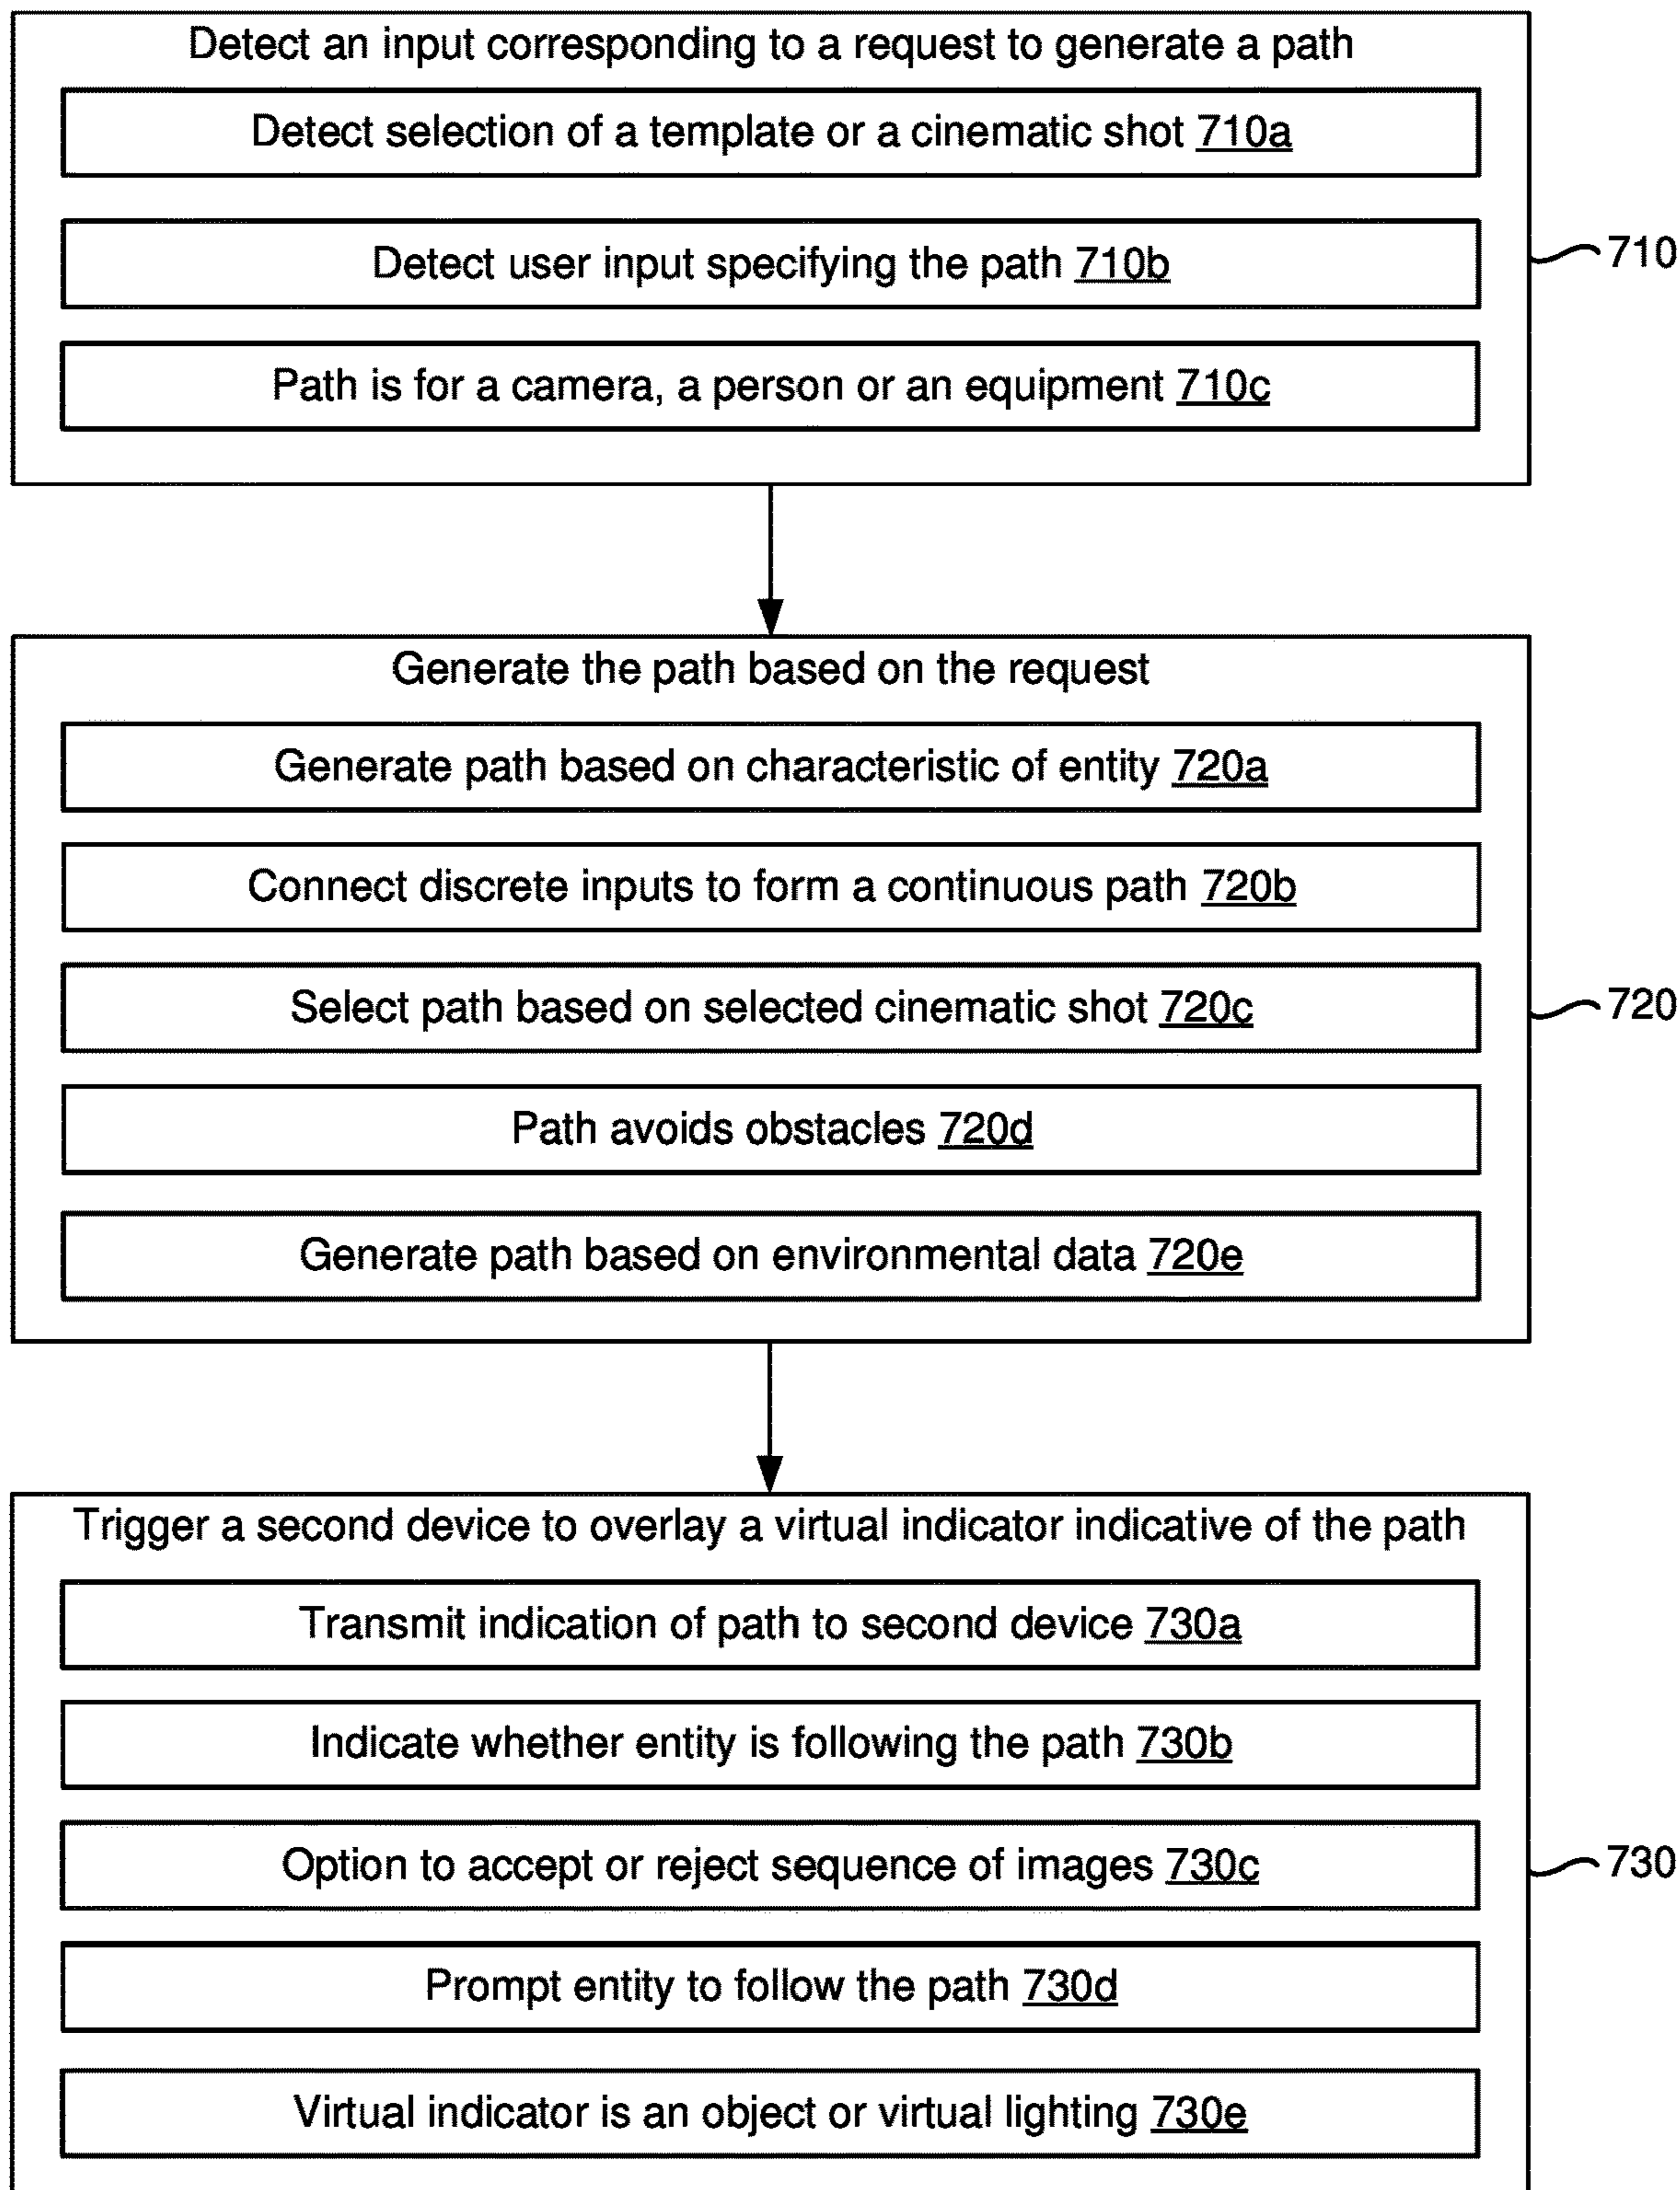 Detect an input corresponding to a request to generate a path
Detect selection of a template or a cinematic shot 710a
Detect user input specifying the path 710b
Path is for a camera, a person or an equipment 710c
710
Generate the path based on the request
Generate path based on characteristic of entity 720a
Connect discrete inputs to form a continuous path 720b
Select path based on selected cinematic shot 720c
Path avoids obstacles 720d
Generate path based on environmental data 720e
720
Trigger a second device to overlay a virtual indicator indicative of the path
Transmit indication of path to second device 730a
Indicate whether entity is following the path 730b
Option to accept or reject sequence of images 730c
Prompt entity to follow the path 730d
Virtual indicator is an object or virtual lighting 730e
730